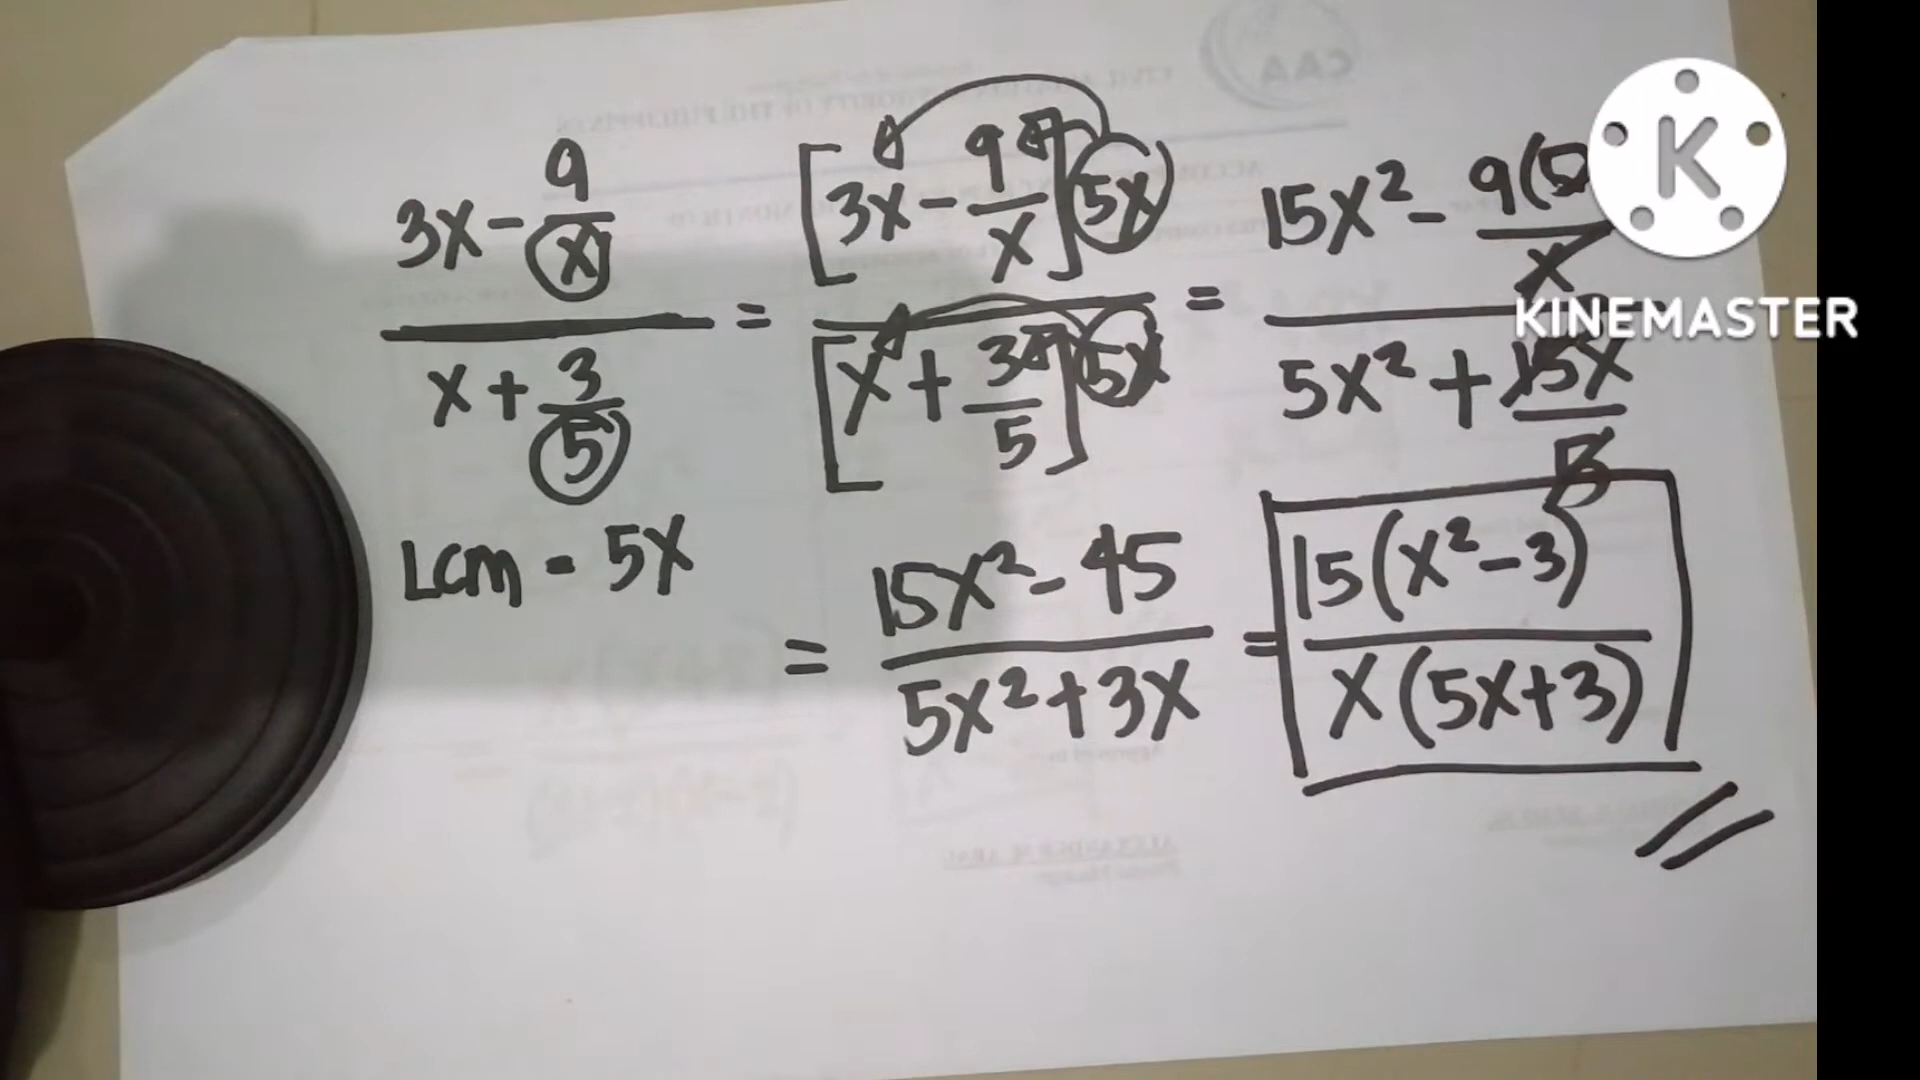 3x - 9/x / x + 3/5 = [3x - 9/x](5x) / [x + 3/5](5x) = 15x² - 9(5 / x / 5x² + 15x/5
LCM = 5x
= 15x² - 45 / 5x² + 3x = 15(x² - 3) / x(5x + 3)
K
KINEMASTER
CAA